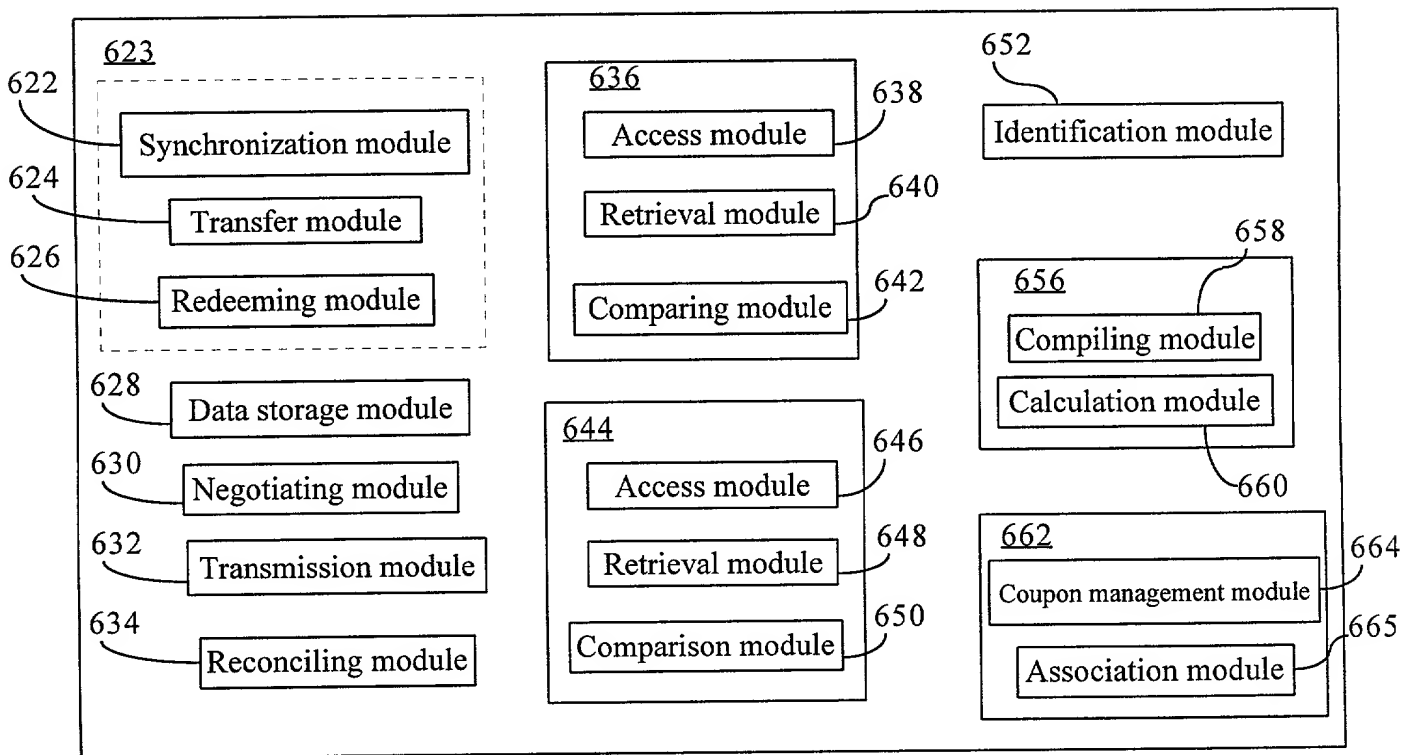 623
622
Synchronization module
624
Transfer module
626
Redeeming module
628
Data storage module
630
Negotiating module
632
Transmission module
634
Reconciling module
636
638
Access module
640
Retrieval module
642
Comparing module
644
646
Access module
648
Retrieval module
650
Comparison module
652
Identification module
658
656
Compiling module
Calculation module
660
662
664
Coupon management module
665
Association module